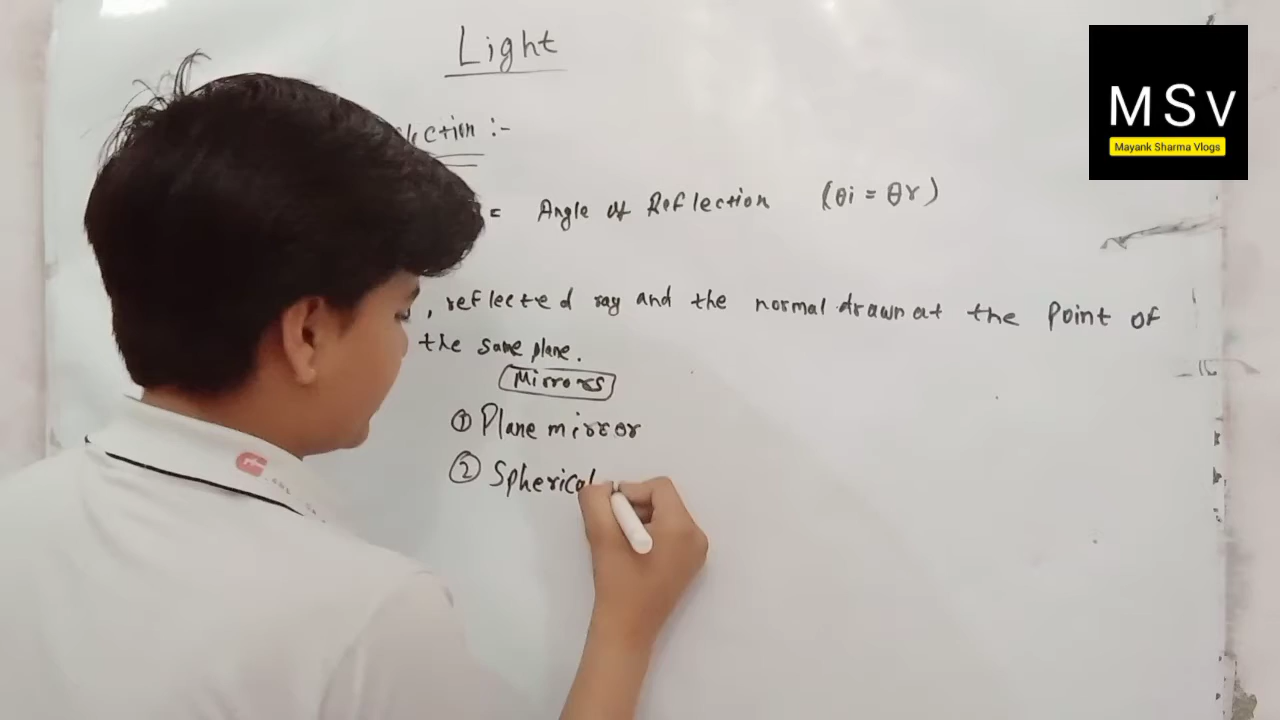 Light
ection :-
= Angle of Reflection (θi = θr)
, reflected ray and the normal drawn at the Point of
the same plane.
Mirrors
① Plane mirror
② Spherical
MSv
Mayank Sharma Vlogs